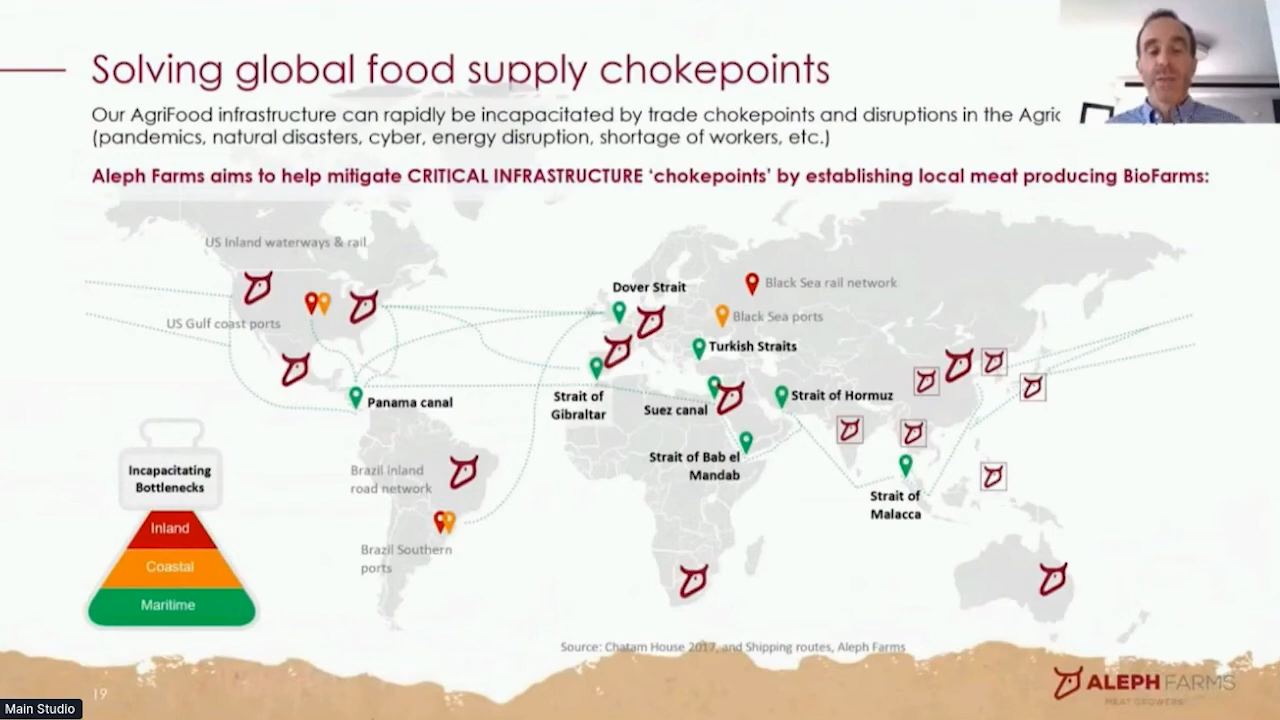 Solving global food supply chokepoints
Our AgriFood infrastructure can rapidly be incapacitated by trade chokepoints and disruptions in the
(pandemics, natural disasters, cyber, energy disruption, shortage of workers, etc.)
Aleph Farms aims to help mitigate CRITICAL INFRASTRUCTURE ‘chokepoints’ by establishing local meat producing BioFarms:
US Inland waterways & rail
US Gulf coast ports
Panama canal
Brazil inland
road network
Brazil Southern
ports
Dover Strait
Black Sea rail network
Black Sea ports
Turkish Straits
Strait of
Gibraltar
Suez canal
Strait of Hormuz
Strait of Bab el
Mandab
Strait of
Malacca
Incapacitating
Bottlenecks
Inland
Coastal
Maritime
Source: Chatam House 2017, and Shipping routes, Aleph Farms
19
ALEPH FARMS
MEAT GROWERS
Main Studio